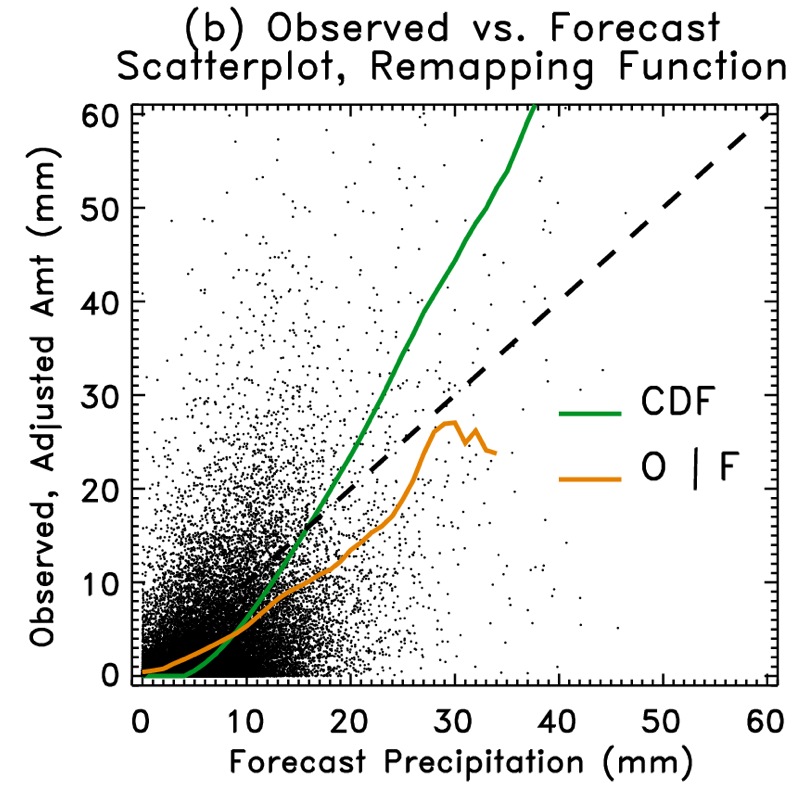 (b) Observed vs. Forecast
Scatterplot, Remapping Function
Observed, Adjusted Amt (mm)
60
50
40
30
20
10
0
CDF
O | F
0 10 20 30 40 50 60
Forecast Precipitation (mm)